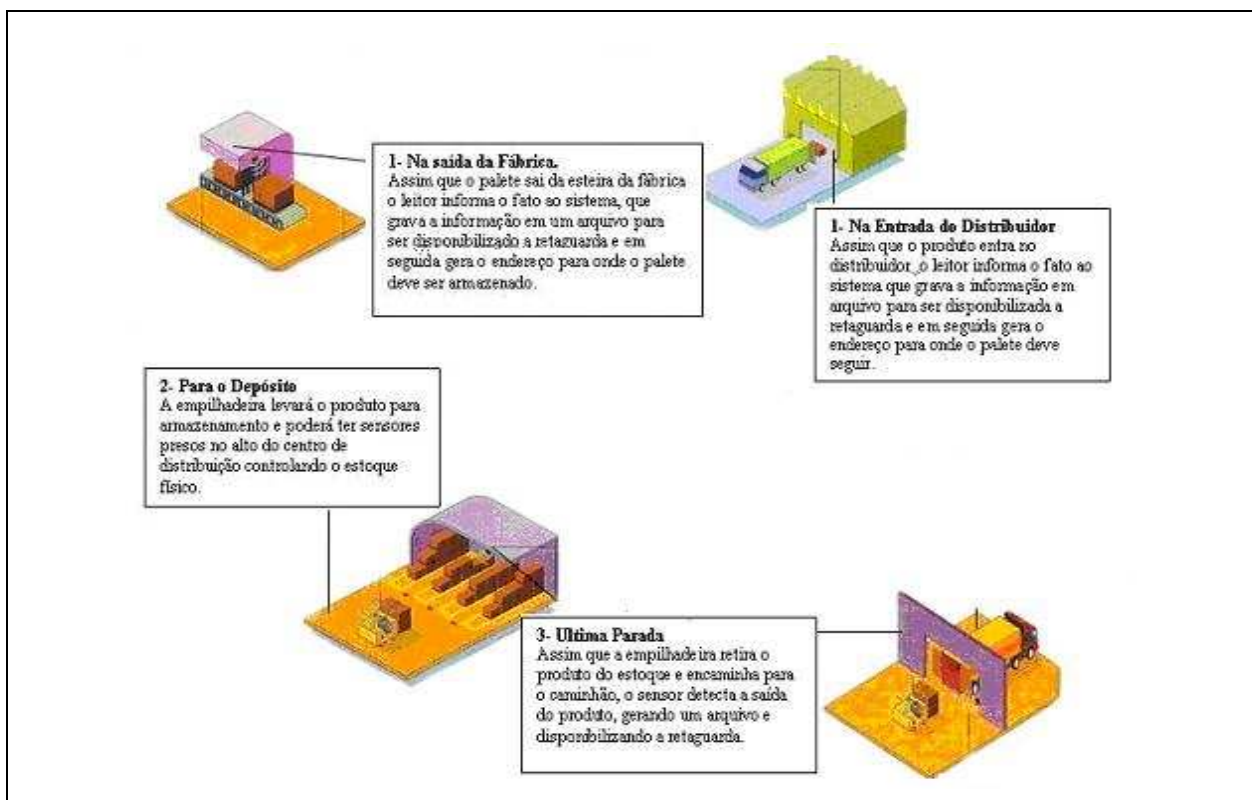 1- Na saída da Fábrica.
Assim que o palete sai da esteira da fábrica
o leitor informa o fato ao sistema, que
grava a informação em um arquivo para
ser disponibilizado a retaguarda e em
seguida gera o endereço para onde o palete
deve ser armazenado.
1- Na Entrada do Distribuidor
Assim que o produto entra no
distribuidor, o leitor informa o fato ao
sistema que grava a informação em
arquivo para ser disponibilizada a
retaguarda e em seguida gera o
endereço para onde o palete deve
seguir.
2- Para o Depósito
A empilhadeira levará o produto para
armazenamento e poderá ter sensores
presos no alto do centro de
distribuição controlando o estoque
físico.
3- Ultima Parada
Assim que a empilhadeira retira o
produto do estoque e encaminha para
o caminhão, o sensor detecta a saída
do produto, gerando um arquivo e
disponibilizando a retaguarda.